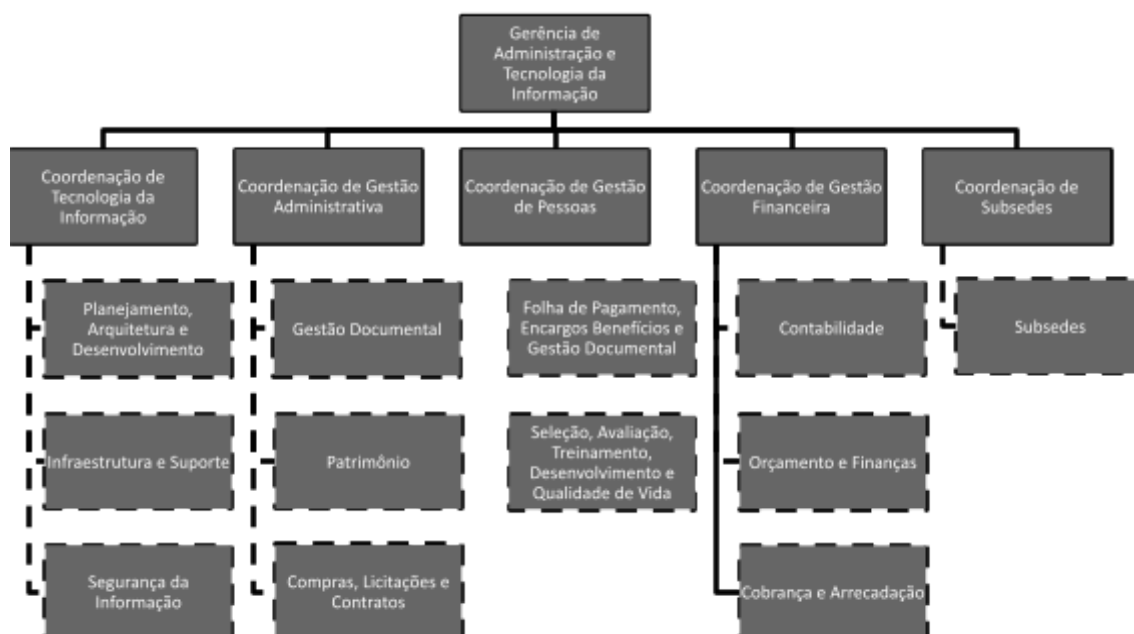 Gerência de
Administração e
Tecnologia da
Informação
Coordenação de
Tecnologia da
Informação
Coordenação de Gestão
Administrativa
Coordenação de Gestão
de Pessoas
Coordenação de Gestão
Financeira
Coordenação de
Subsedes
Planejamento,
Arquitetura e
Desenvolvimento
Gestão Documental
Folha de Pagamento,
Encargos Benefícios e
Gestão Documental
Contabilidade
Subsedes
Infraestrutura e Suporte
Patrimônio
Seleção, Avaliação,
Treinamento,
Desenvolvimento e
Qualidade de Vida
Orçamento e Finanças
Segurança da
Informação
Compras, Licitações e
Contratos
Cobrança e Arrecadação